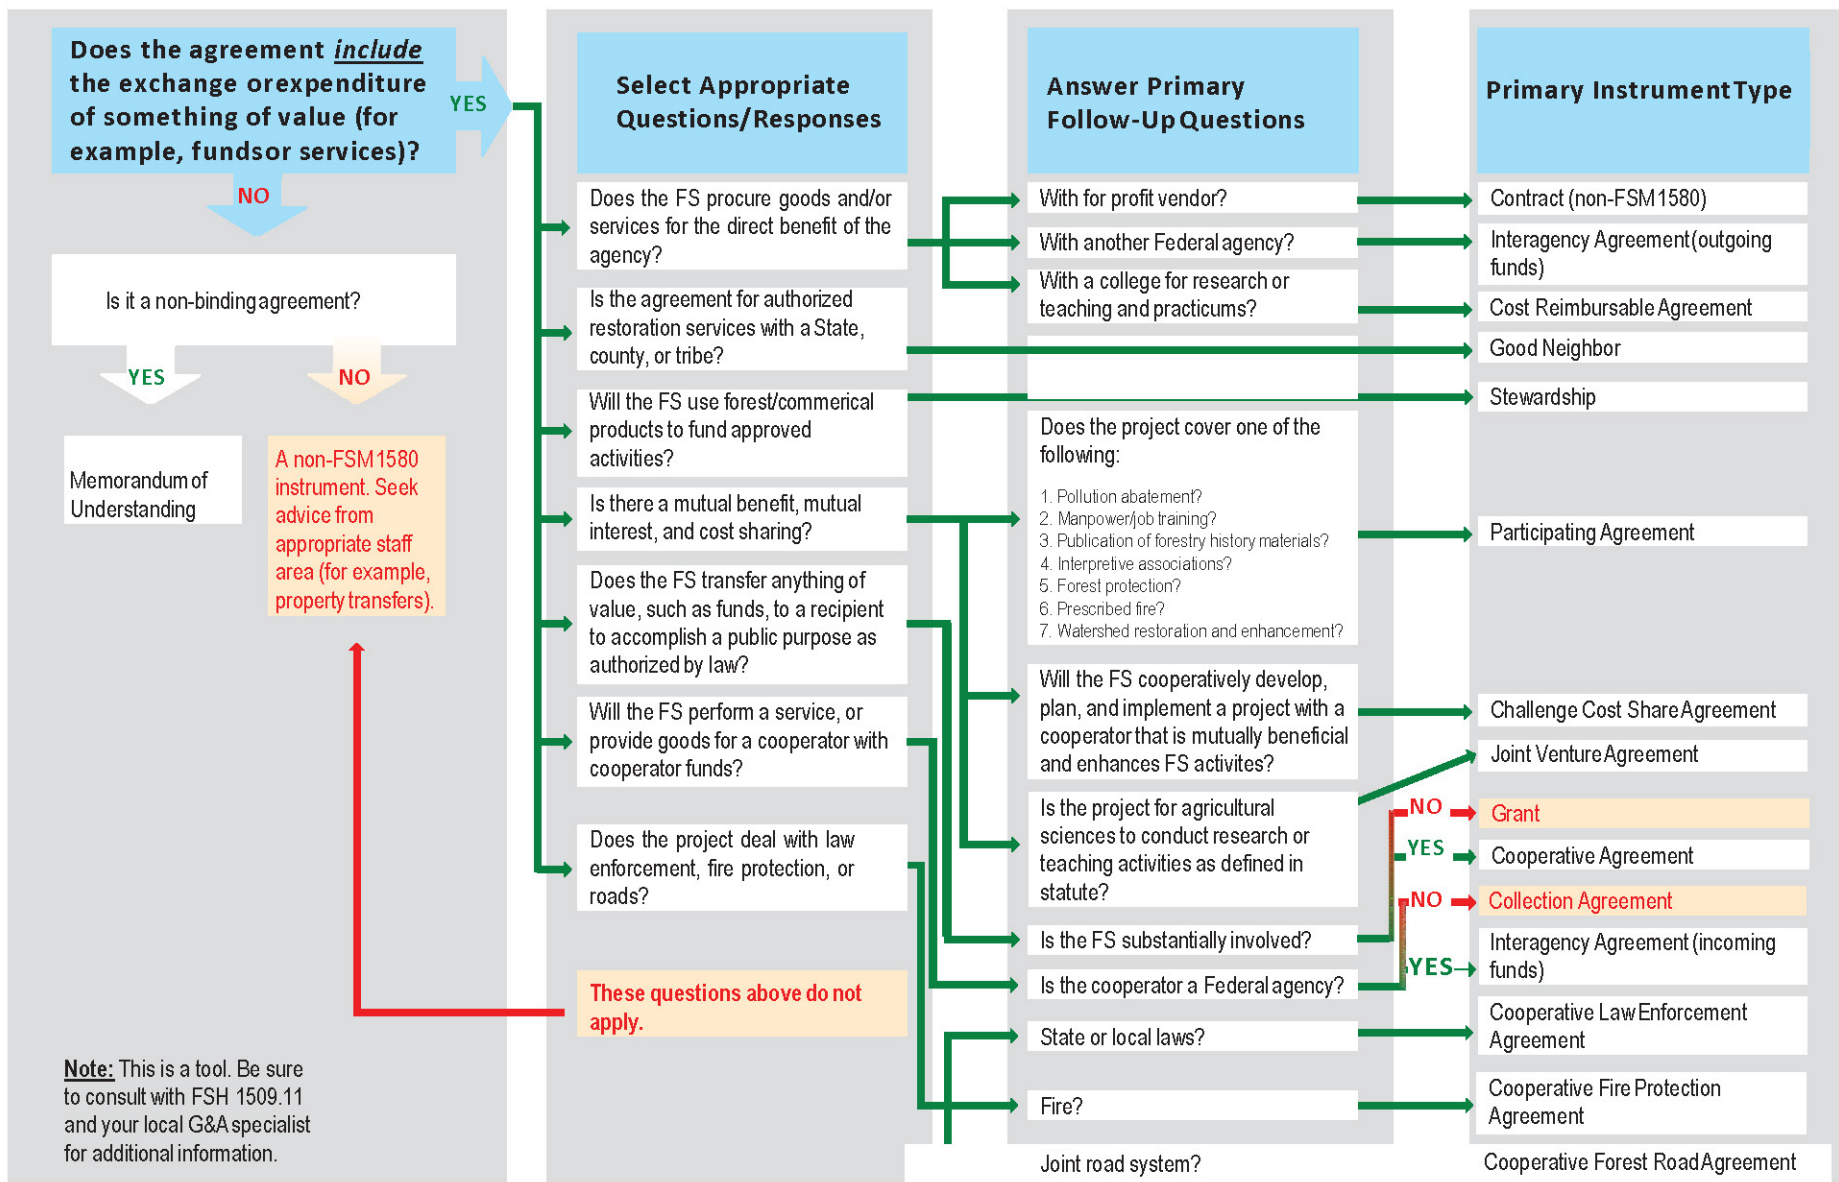 Does the agreement include
the exchange orexpenditure
of something of value (for
example, fundsor services)?
YES
NO
Is it a non-binding agreement?
YES
NO
Memorandum of
Understanding
A non-FSM1580
instrument. Seek
advice from
appropriate staff
area (for example,
property transfers).
Note: This is a tool. Be sure
to consult with FSH 1509.11
and your local G&A specialist
for additional information.
Select Appropriate
Questions/Responses
Does the FS procure goods and/or
services for the direct benefit of the
agency?
Is the agreement for authorized
restoration services with a State,
county, or tribe?
Will the FS use forest/commerical
products to fund approved
activities?
Is there a mutual benefit, mutual
interest, and cost sharing?
Does the FS transfer anything of
value, such as funds, to a recipient
to accomplish a public purpose as
authorized by law?
Will the FS perform a service, or
provide goods for a cooperator with
cooperator funds?
Does the project deal with law
enforcement, fire protection, or
roads?
These questions above do not
apply.
Answer Primary
Follow-Up Questions
With for profit vendor?
With another Federal agency?
With a college for research or
teaching and practicums?
Does the project cover one of the
following:
1. Pollution abatement?
2. Manpower/job training?
3. Publication of forestry history materials?
4. Interpretive associations?
5. Forest protection?
6. Prescribed fire?
7. Watershed restoration and enhancement?
Will the FS cooperatively develop,
plan, and implement a project with a
cooperator that is mutually beneficial
and enhances FS activites?
Is the project for agricultural
sciences to conduct research or
teaching activities as defined in
statute?
Is the FS substantially involved?
Is the cooperator a Federal agency?
State or local laws?
Fire?
Joint road system?
NO
YES
NO
YES
Primary Instrument Type
Contract (non-FSM1580)
Interagency Agreement (outgoing
funds)
Cost Reimbursable Agreement
Good Neighbor
Stewardship
Participating Agreement
Challenge Cost Share Agreement
Joint Venture Agreement
Grant
Cooperative Agreement
Collection Agreement
Interagency Agreement (incoming
funds)
Cooperative Law Enforcement
Agreement
Cooperative Fire Protection
Agreement
Cooperative Forest Road Agreement